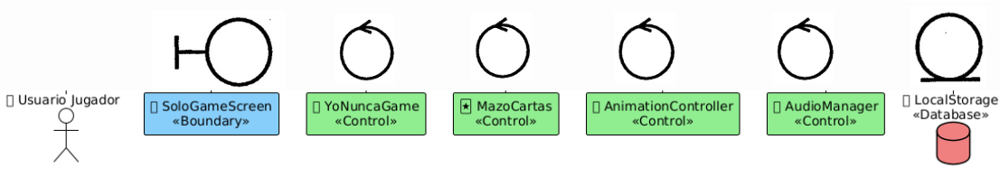 Usuario Jugador
SoloGameScreen
«Boundary»
YoNuncaGame
«Control»
🃏 MazoCartas
«Control»
AnimationController
«Control»
AudioManager
«Control»
LocalStorage
«Database»